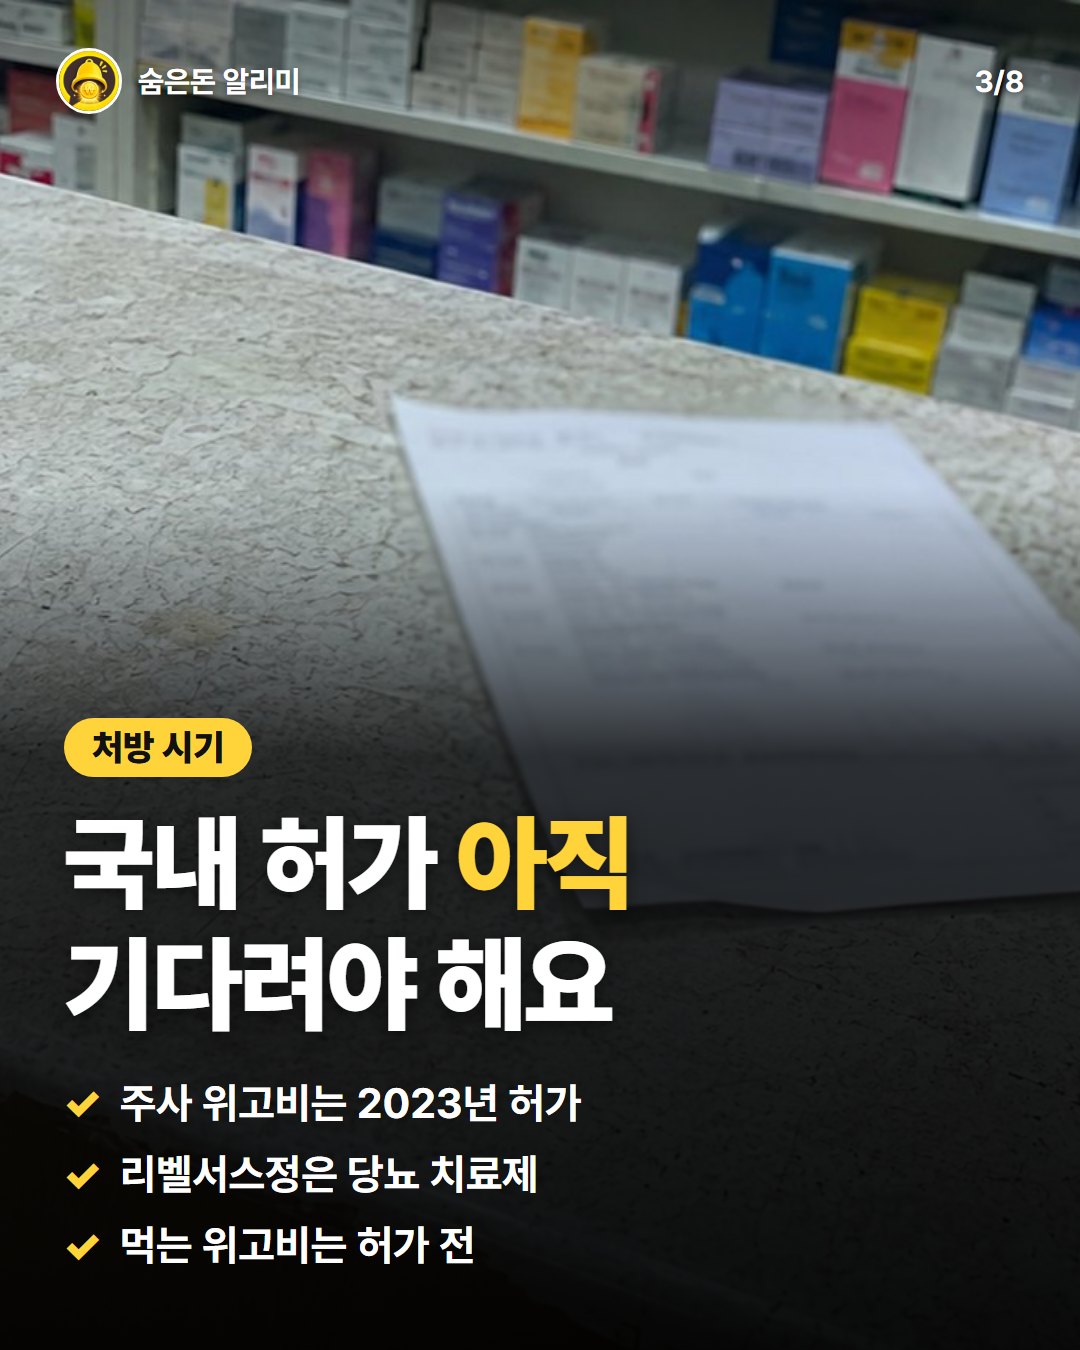 숨은돈 알리미
3/8
처방 시기
국내 허가 아직
기다려야 해요
주사 위고비는 2023년 허가
리벨서스정은 당뇨 치료제
먹는 위고비는 허가 전